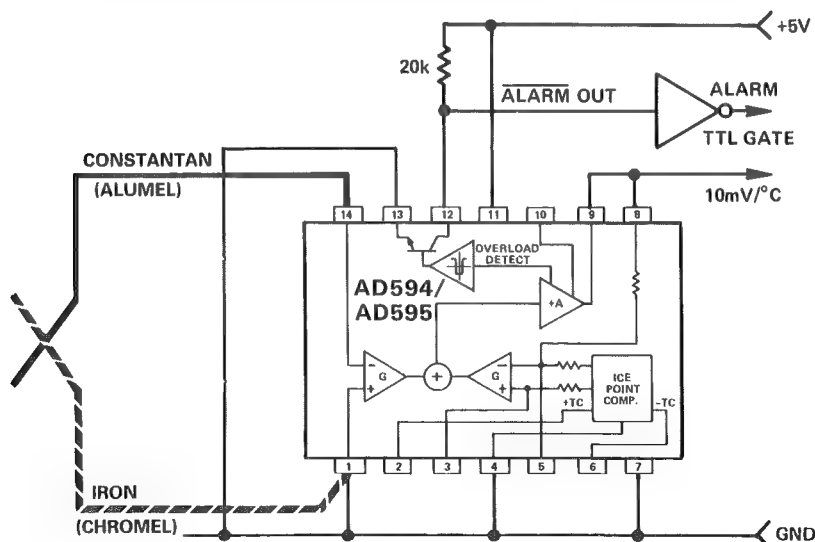 +5V
20k
ALARM OUT
ALARM
TTL GATE
CONSTANTAN
(ALUMEL)
10mV/°C
14 13 12 11 10 9 8
OVERLOAD
DETECT
AD594/
AD595
+A
- G +
+
- G +
ICE
POINT
COMP.
+TC -TC
1 2 3 4 5 6 7
IRON
(CHROMEL)
GND